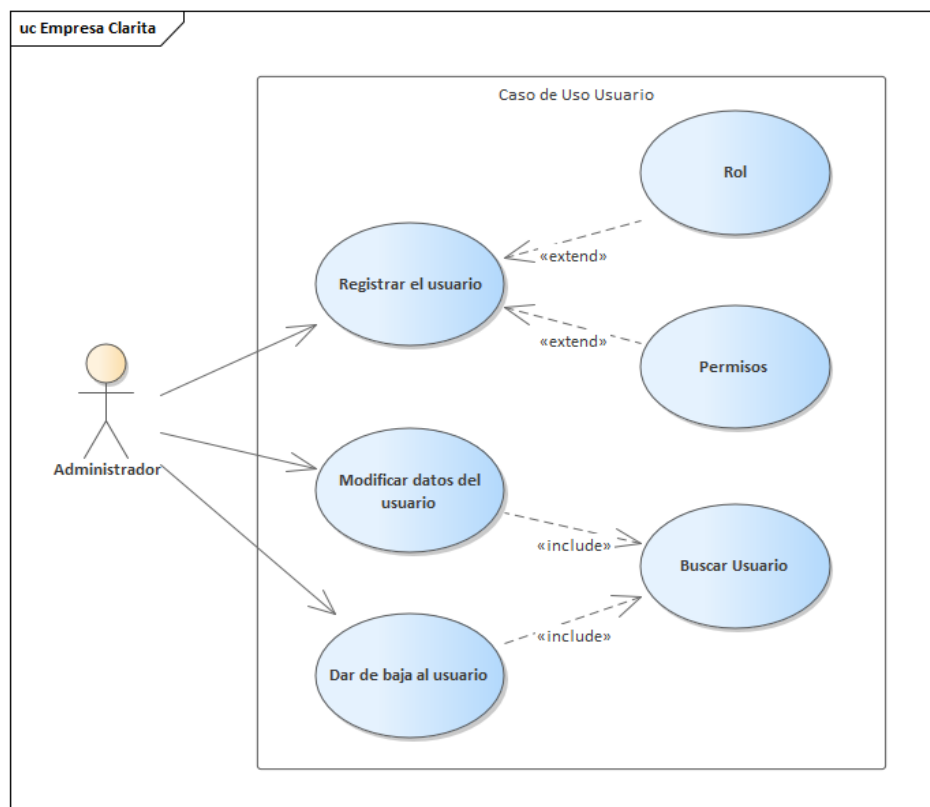 uc Empresa Clarita
Caso de Uso Usuario
Rol
«extend»
Registrar el usuario
«extend»
Permisos
Administrador
Modificar datos del
usuario
«include»
Buscar Usuario
«include»
Dar de baja al usuario